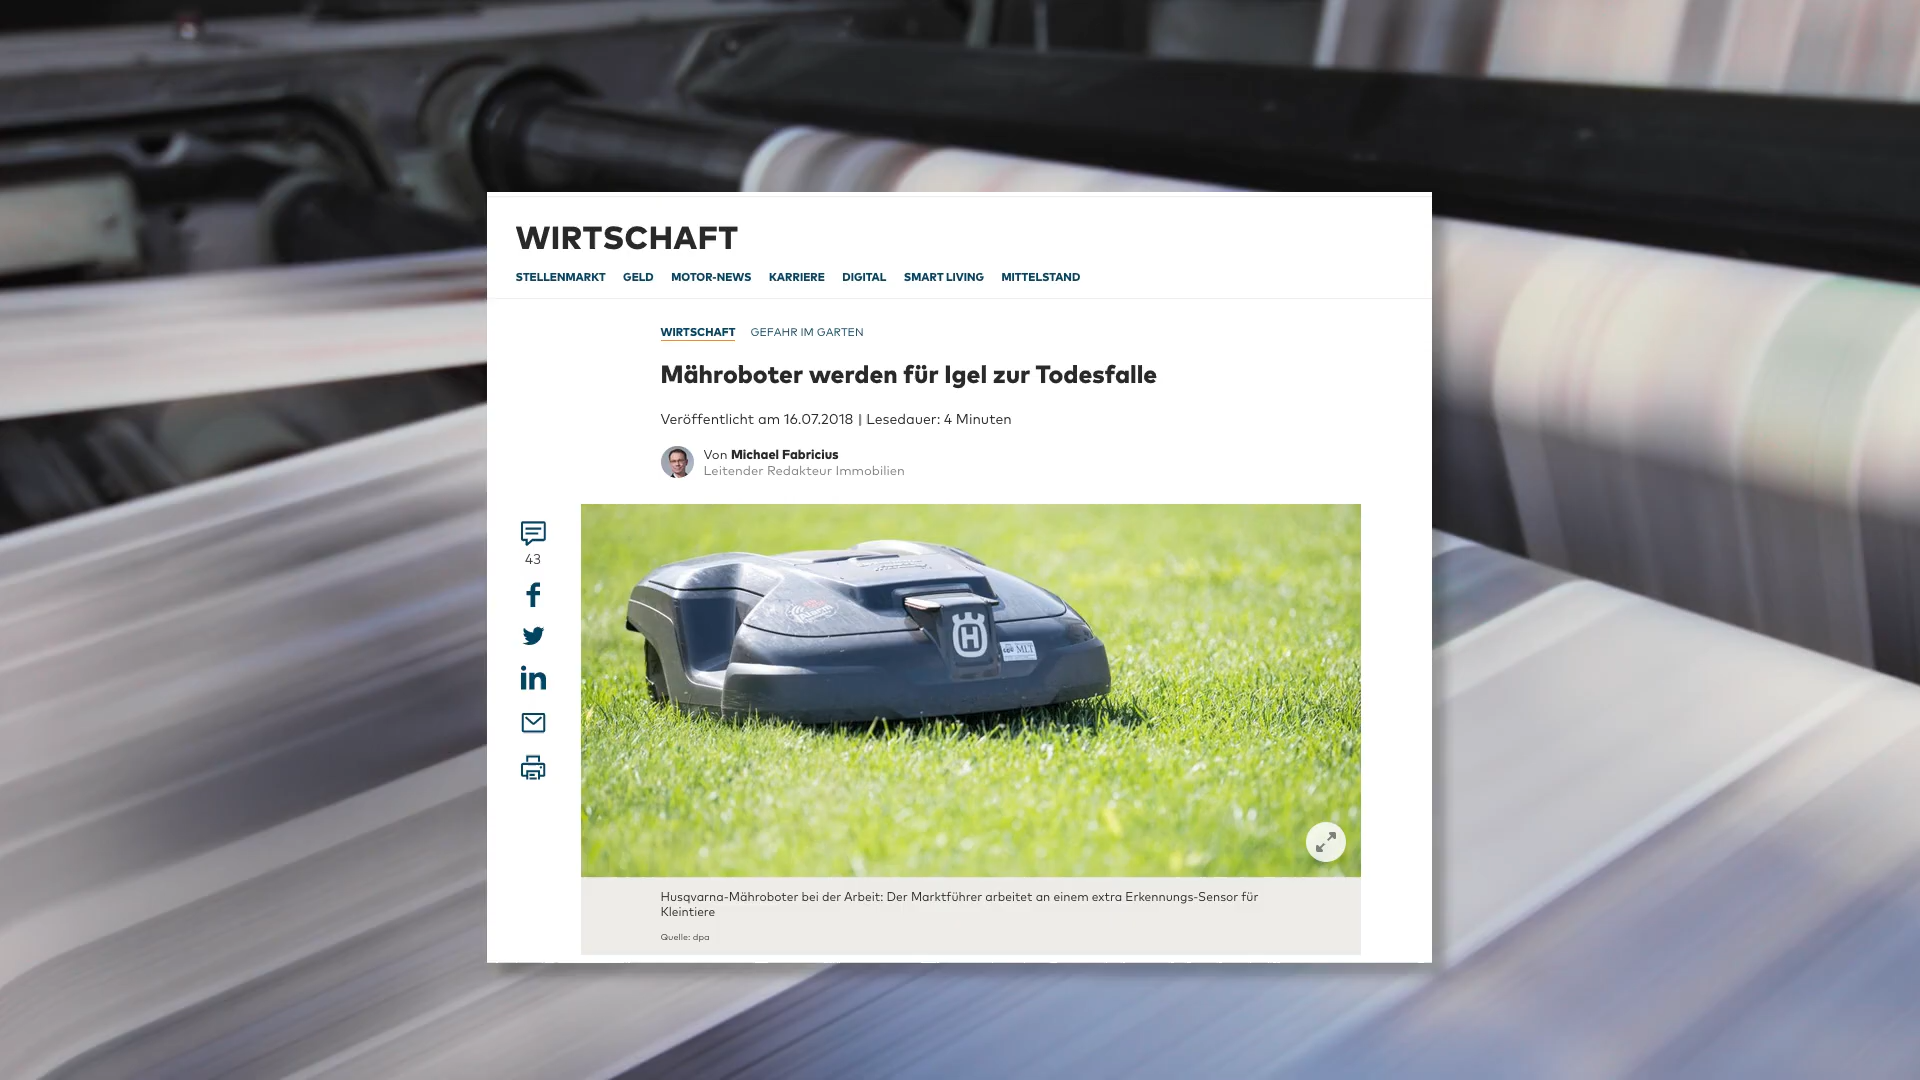 WIRTSCHAFT
STELLENMARKT GELD MOTOR-NEWS KARRIERE DIGITAL SMART LIVING MITTELSTAND
WIRTSCHAFT GEFAHR IM GARTEN
Mähroboter werden für Igel zur Todesfalle
Veröffentlicht am 16.07.2018 | Lesedauer: 4 Minuten
Von Michael Fabricius
Leitender Redakteur Immobilien
43
H
MLT
Husqvarna-Mähroboter bei der Arbeit: Der Marktführer arbeitet an einem extra Erkennungs-Sensor für
Kleintiere
Quelle: dpa